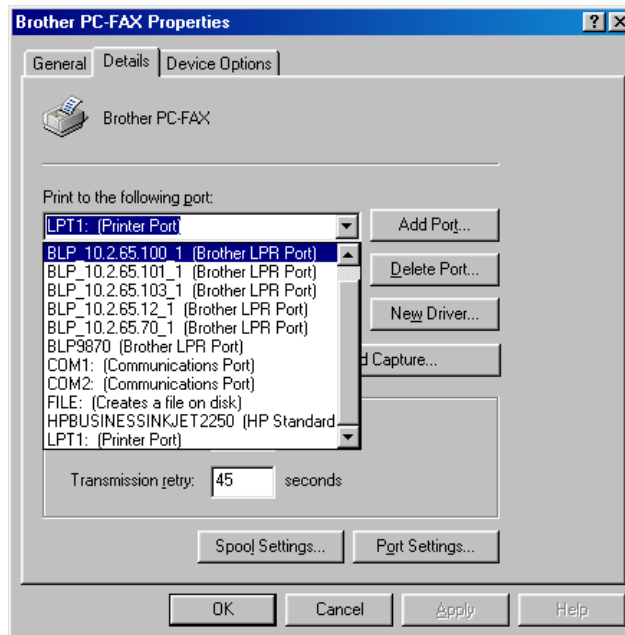 Brother PC-FAX Properties
General Details Device Options
Brother PC-FAX
Print to the following port:
LPT1: (Printer Port)
Add Port...
BLP_10.2.65.100_1 (Brother LPR Port)
BLP_10.2.65.101_1 (Brother LPR Port)
Delete Port...
BLP_10.2.65.103_1 (Brother LPR Port)
BLP_10.2.65.12_1 (Brother LPR Port)
New Driver...
BLP_10.2.65.70_1 (Brother LPR Port)
BLP9870 (Brother LPR Port)
COM1: (Communications Port)
d Capture...
COM2: (Communications Port)
FILE: (Creates a file on disk)
HPBUSINESSINKJET2250 (HP Standard
LPT1: (Printer Port)
Transmission retry: 45 seconds
Spool Settings... Port Settings...
OK Cancel Apply Help